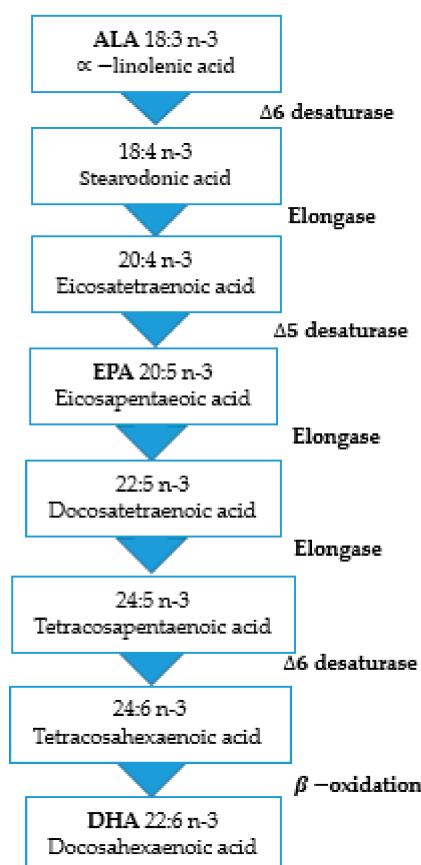 ALA 18:3 n-3
∝ −linolenic acid
Δ6 desaturase
18:4 n-3
Stearodonic acid
Elongase
20:4 n-3
Eicosatetraenoic acid
Δ5 desaturase
EPA 20:5 n-3
Eicosapentaeoic acid
Elongase
22:5 n-3
Docosatetraenoic acid
Elongase
24:5 n-3
Tetracosapentaenoic acid
Δ6 desaturase
24:6 n-3
Tetracosahexaenoic acid
β −oxidation
DHA 22:6 n-3
Docosahexaenoic acid